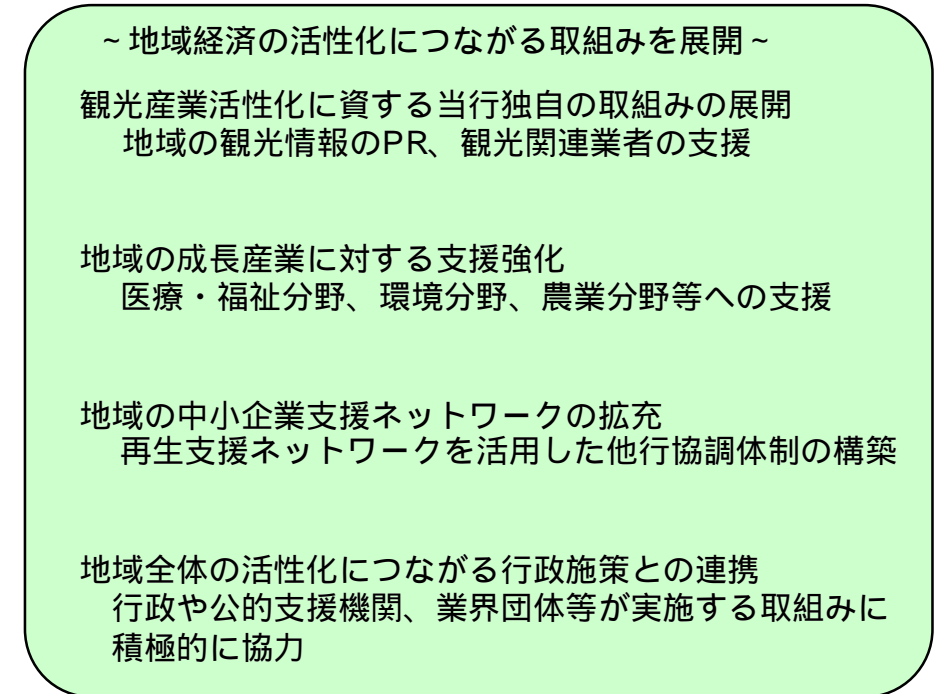 ~地域経済の活性化につながる取組みを展開~
観光産業活性化に資する当行独自の取組みの展開
地域の観光情報のPR、観光関連業者の支援
地域の成長産業に対する支援強化
医療・福祉分野、環境分野、農業分野等への支援
地域の中小企業支援ネットワークの拡充
再生支援ネットワークを活用した他行協調体制の構築
地域全体の活性化につながる行政施策との連携
行政や公的支援機関、業界団体等が実施する取組みに
積極的に協力